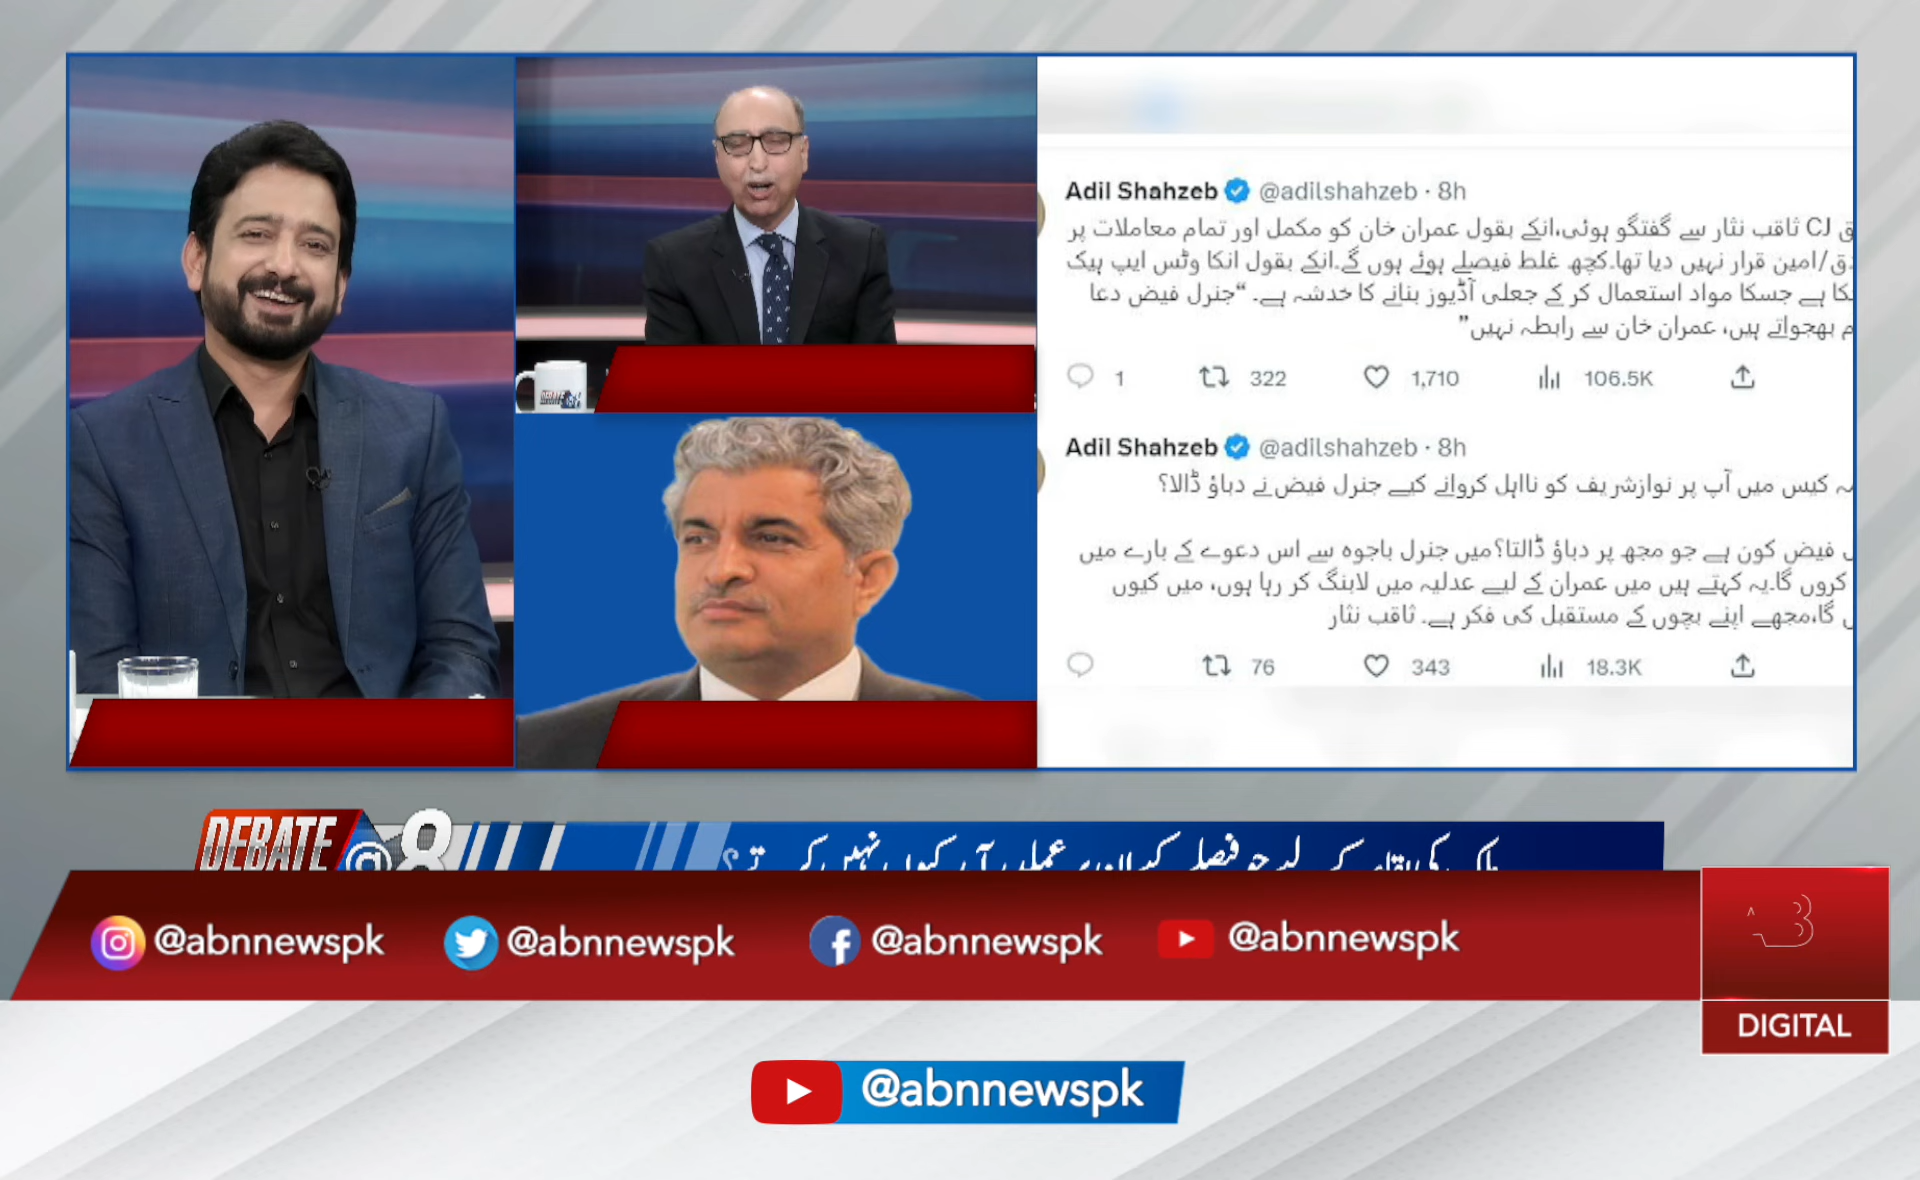 Adil Shahzeb @adilshahzeb · 8h
CJ ثاقب نثار سے گفتگو ہوئی،انکے بقول عمران خان کو مکمل اور تمام معاملات پر
/امین قرار نہیں دیا تھا۔کچھ غلط فیصلے ہوئے ہوں گے۔انکے بقول انکا وٹس ایپ ہیک
ہے جسکا مواد استعمال کر کے جعلی آڈیوز بنانے کا خدشہ ہے۔ “جنرل فیض دعا
بھجواتے ہیں، عمران خان سے رابطہ نہیں”
1 322 1,710 106.5K
Adil Shahzeb @adilshahzeb · 8h
کیس میں آپ پر نوازشریف کو نااہل کروانے کیے جنرل فیض نے دباؤ ڈالا؟
فیض کون ہے جو مجھ پر دباؤ ڈالتا؟میں جنرل باجوہ سے اس دعوے کے بارے میں
کروں گا۔یہ کہتے ہیں میں عمران کے لیے عدلیہ میں لابنگ کر رہا ہوں، میں کیوں
گا،مجھے اپنے بچوں کے مستقبل کی فکر ہے۔ ثاقب نثار
76 343 18.3K
DEBATE
DEBATE @ 8
@abnnewspk @abnnewspk @abnnewspk @abnnewspk
DIGITAL
@abnnewspk